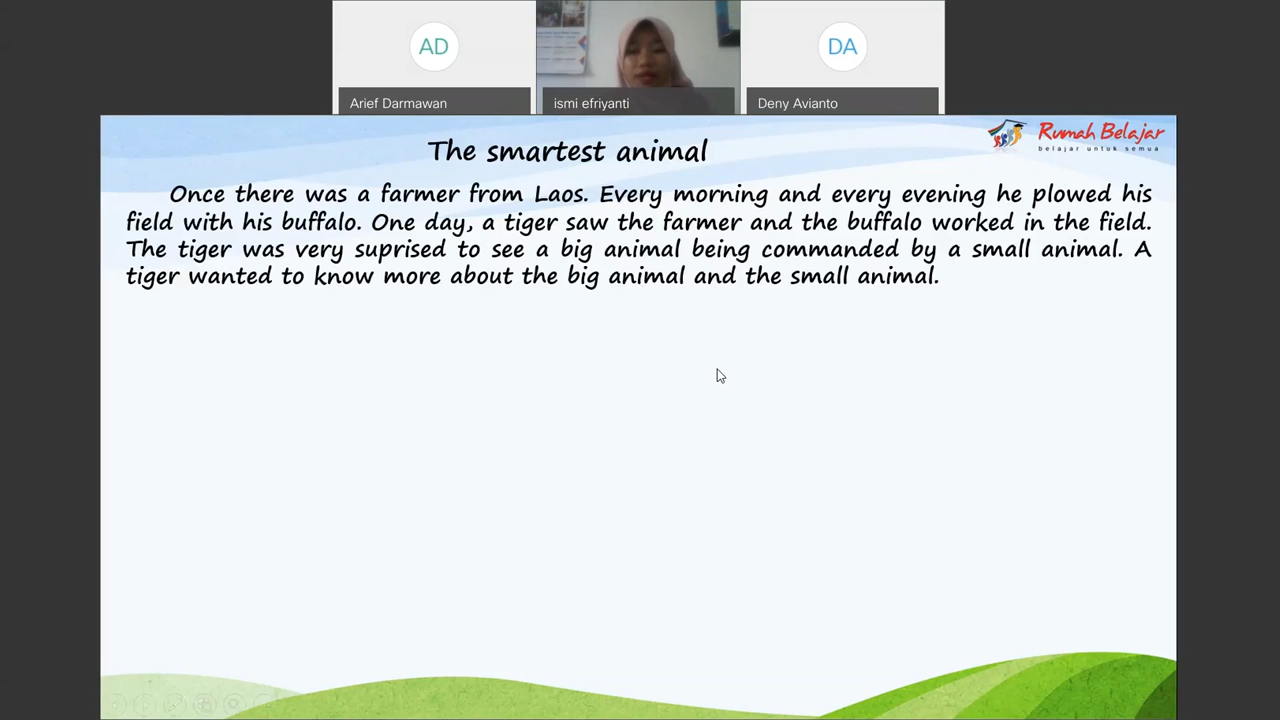 AD
DA
Arief Darmawan
ismi efriyanti
Deny Avianto
Rumah Belajar
belajar untuk semua
The smartest animal
Once there was a farmer from Laos. Every morning and every evening he plowed his
field with his buffalo. One day, a tiger saw the farmer and the buffalo worked in the field.
The tiger was very suprised to see a big animal being commanded by a small animal. A
tiger wanted to know more about the big animal and the small animal.